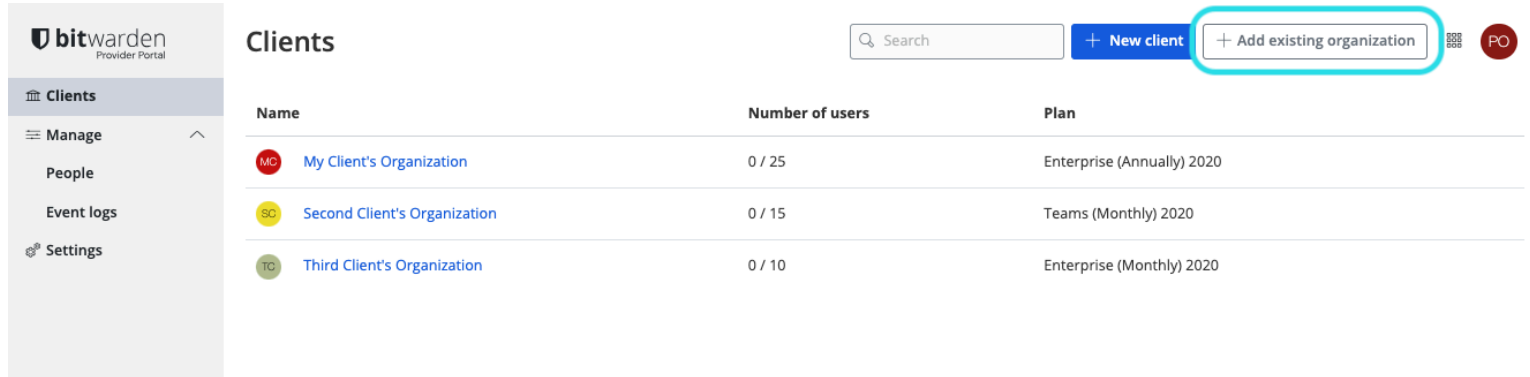 bitwarden
Provider Portal
Clients
Search
+ New client
+ Add existing organization
PO
Clients
Manage
People
Event logs
Settings
Name Number of users Plan
MC My Client's Organization 0 / 25 Enterprise (Annually) 2020
SC Second Client's Organization 0 / 15 Teams (Monthly) 2020
TC Third Client's Organization 0 / 10 Enterprise (Monthly) 2020